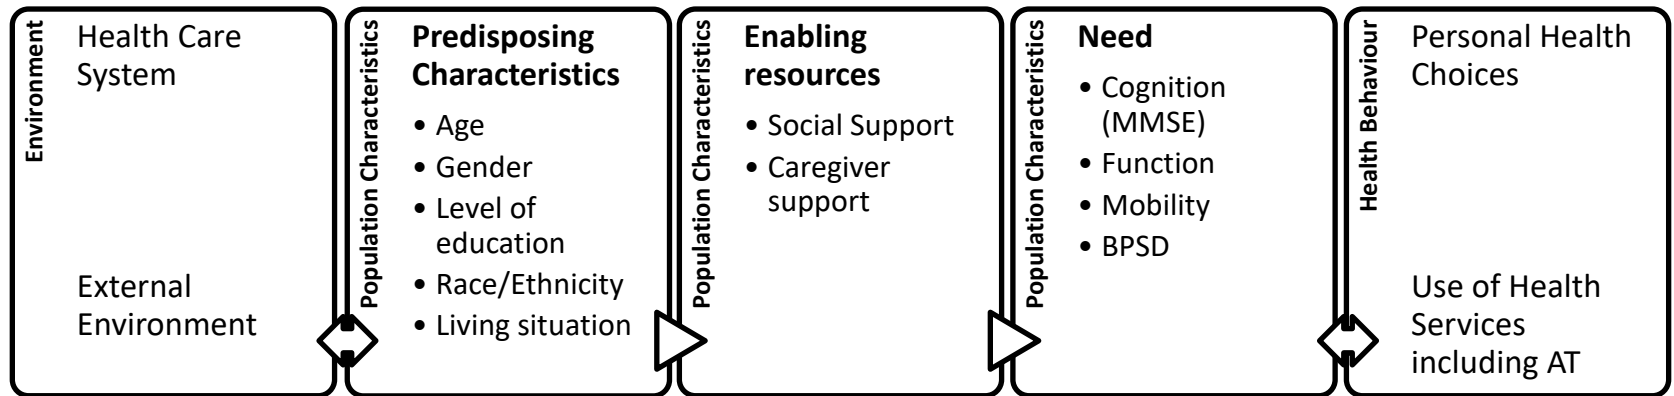 Environment
Health Care
System
External
Environment
Population Characteristics
Predisposing
Characteristics
• Age
• Gender
• Level of
education
• Race/Ethnicity
• Living situation
Population Characteristics
Enabling
resources
• Social Support
• Caregiver
support
Population Characteristics
Need
• Cognition
(MMSE)
• Function
• Mobility
• BPSD
Health Behaviour
Personal Health
Choices
Use of Health
Services
including AT